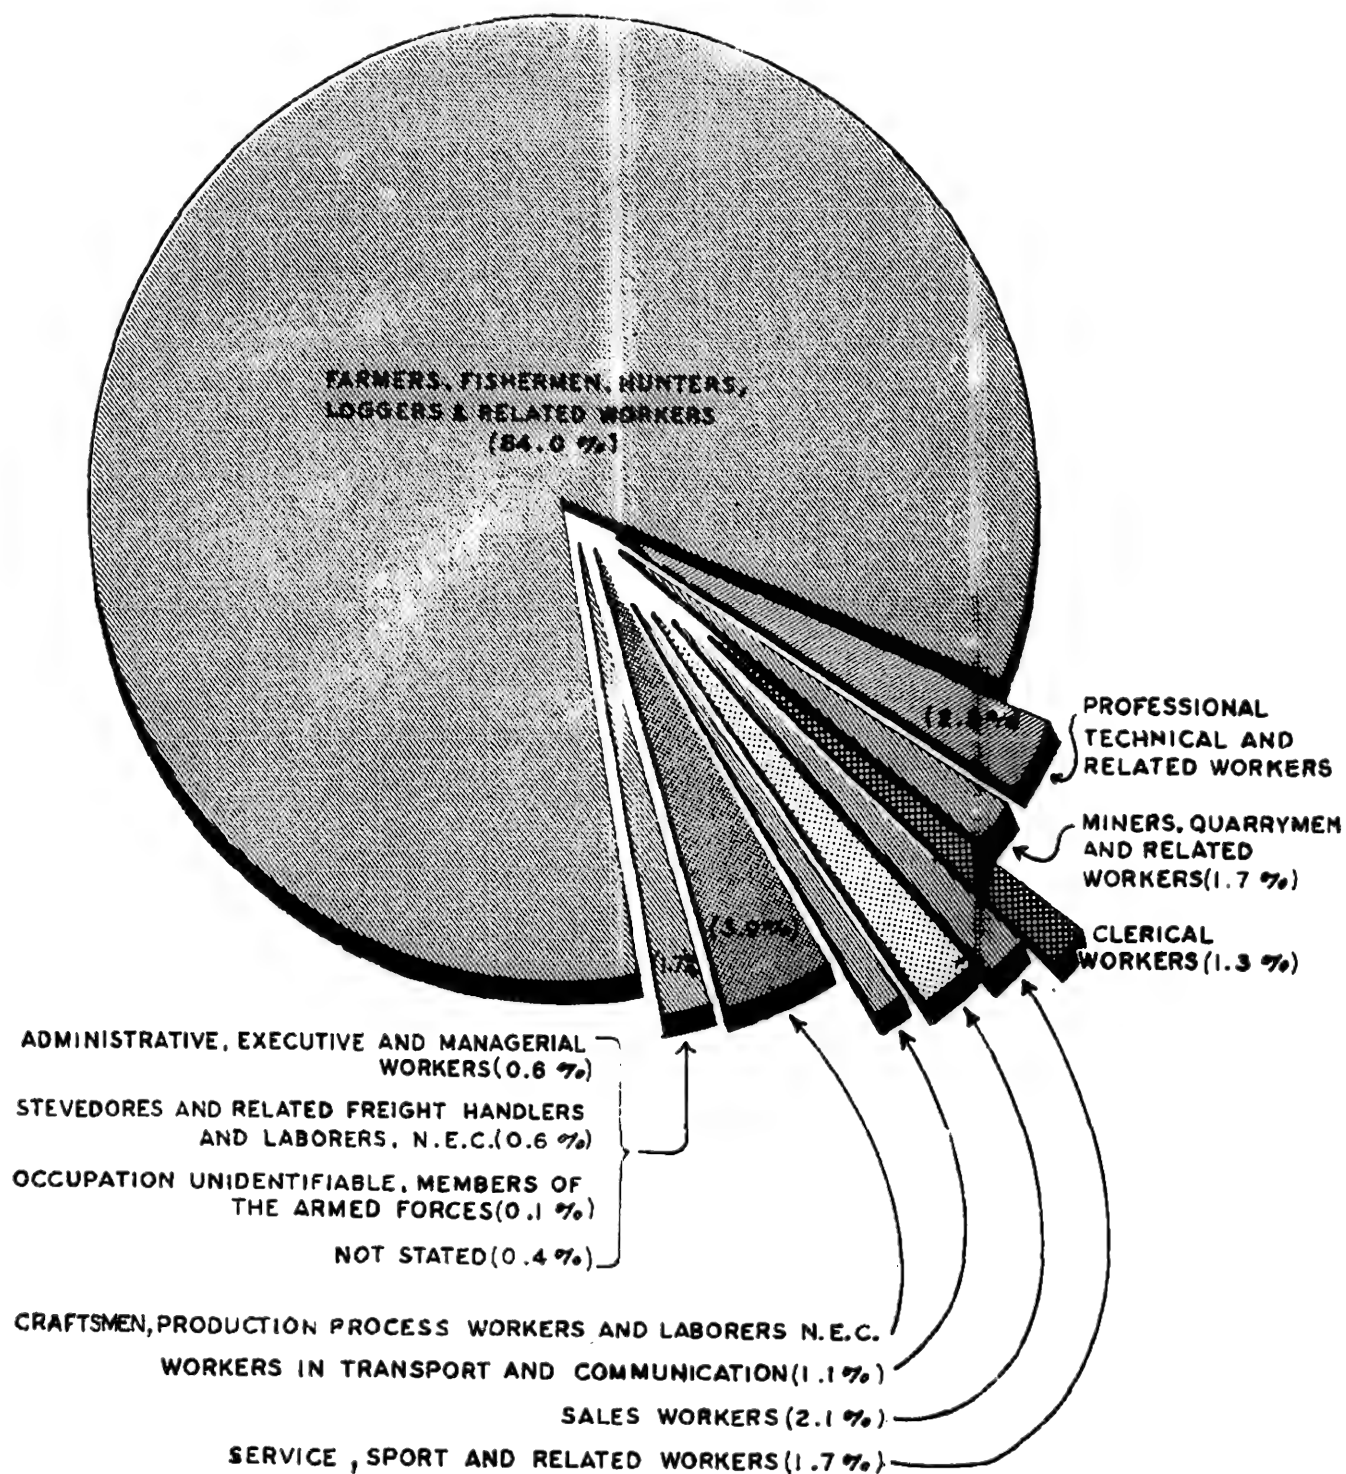 FARMERS, FISHERMEN, HUNTERS,
LOGGERS & RELATED WORKERS
(84.0 %)
PROFESSIONAL
TECHNICAL AND
RELATED WORKERS
MINERS, QUARRYMEN
AND RELATED
WORKERS(1.7 %)
CLERICAL
WORKERS(1.3 %)
(1.7%
ADMINISTRATIVE, EXECUTIVE AND MANAGERIAL
WORKERS(0.6 %)
STEVEDORES AND RELATED FREIGHT HANDLERS
AND LABORERS, N.E.C.(0.6 %)
OCCUPATION UNIDENTIFIABLE, MEMBERS OF
THE ARMED FORCES(0.1 %)
NOT STATED(0.4 %)
CRAFTSMEN, PRODUCTION PROCESS WORKERS AND LABORERS N.E.C.
WORKERS IN TRANSPORT AND COMMUNICATION(1.1%)
SALES WORKERS(2.1 %)
SERVICE, SPORT AND RELATED WORKERS(1.7 %)